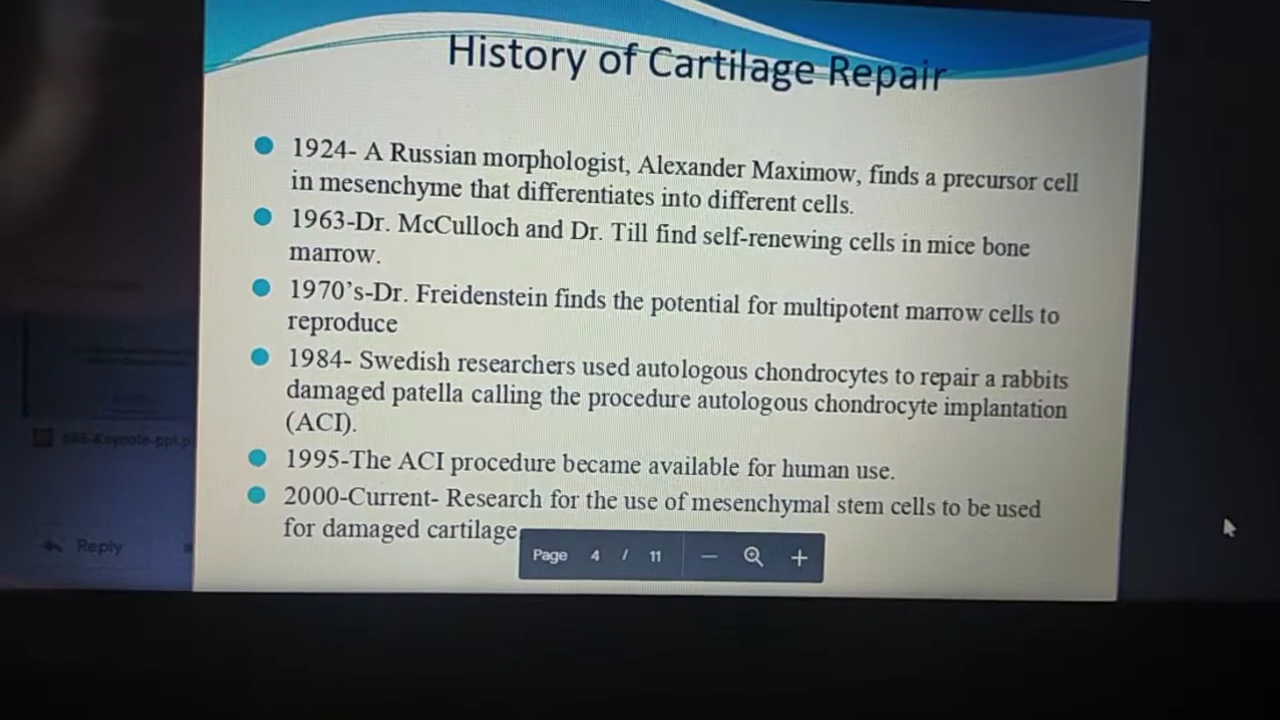 History of Cartilage Repair
1924- A Russian morphologist, Alexander Maximow, finds a precursor cell
in mesenchyme that differentiates into different cells.
1963-Dr. McCulloch and Dr. Till find self-renewing cells in mice bone
marrow.
1970's-Dr. Freidenstein finds the potential for multipotent marrow cells to
reproduce
1984- Swedish researchers used autologous chondrocytes to repair a rabbits
damaged patella calling the procedure autologous chondrocyte implantation
(ACI).
1995-The ACI procedure became available for human use.
2000-Current- Research for the use of mesenchymal stem cells to be used
for damaged cartilage
Page 4 / 11
Reply